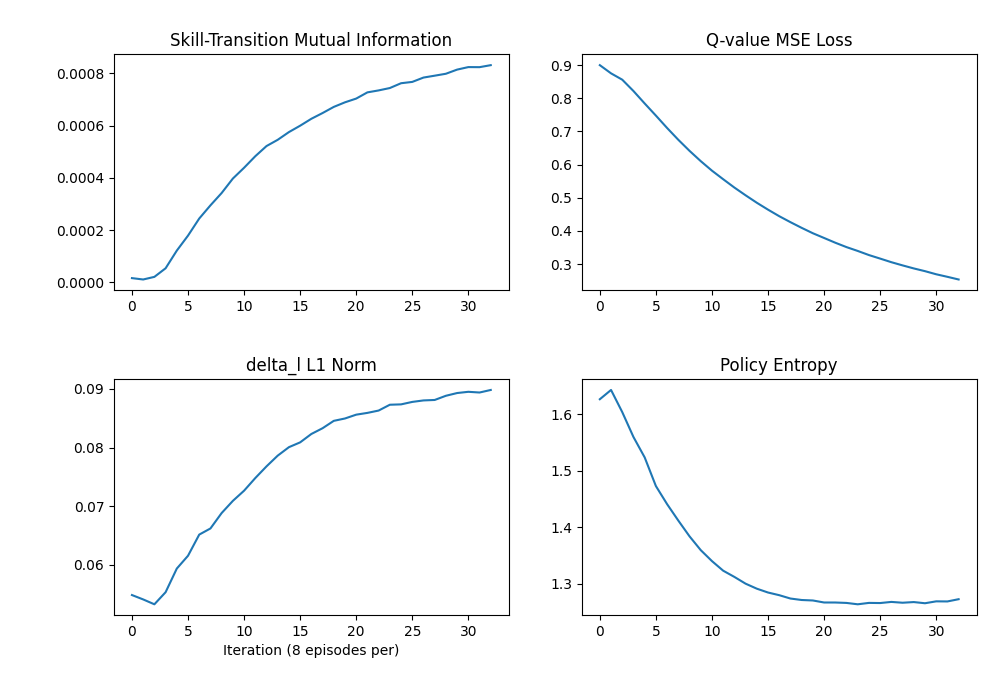 Skill-Transition Mutual Information
0.0008
0.0006
0.0004
0.0002
0.0000
0 5 10 15 20 25 30
Q-value MSE Loss
0.9
0.8
0.7
0.6
0.5
0.4
0.3
0 5 10 15 20 25 30
delta_l L1 Norm
0.09
0.08
0.07
0.06
0 5 10 15 20 25 30
Iteration (8 episodes per)
Policy Entropy
1.6
1.5
1.4
1.3
0 5 10 15 20 25 30